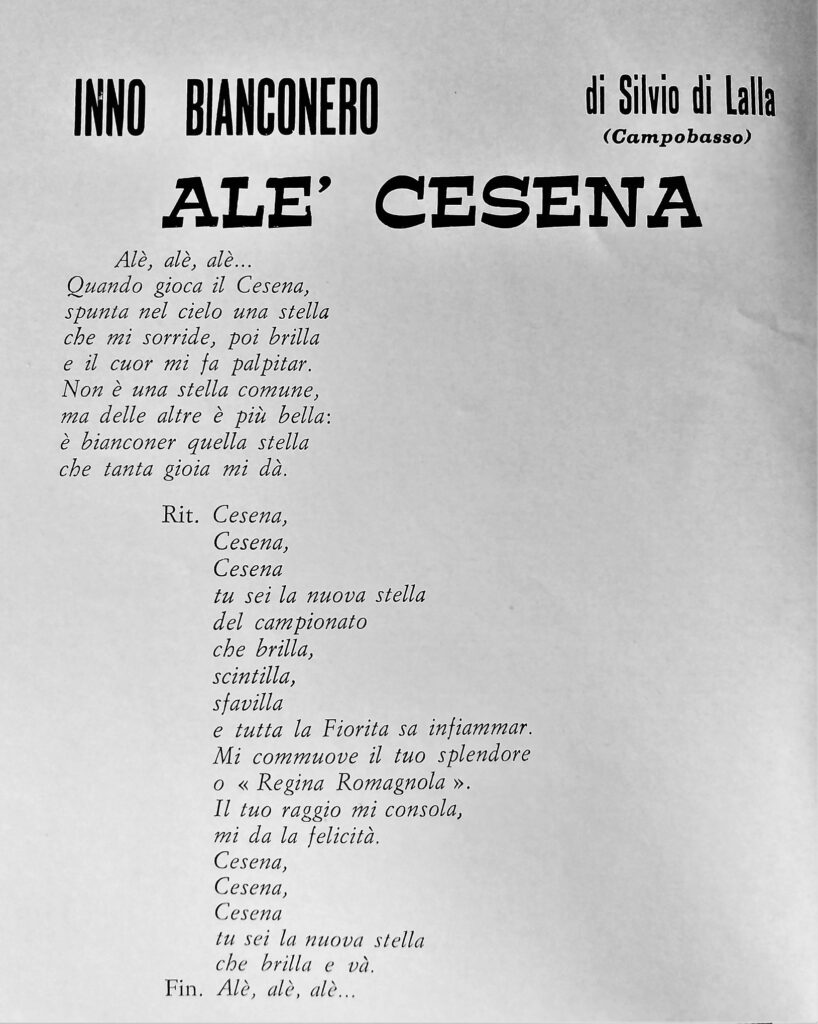 INNO BIANCONERO
di Silvio di Lalla
(Campobasso)
ALE' CESENA
Alè, alè, alè...
Quando gioca il Cesena,
spunta nel cielo una stella
che mi sorride, poi brilla
e il cuor mi fa palpitar.
Non è una stella comune,
ma delle altre è più bella:
è bianconer quella stella
che tanta gioia mi dà.
Rit. Cesena,
Cesena,
Cesena
tu sei la nuova stella
del campionato
che brilla,
scintilla,
sfavilla
e tutta la Fiorita sa infiammar.
Mi commuove il tuo splendore
o « Regina Romagnola ».
Il tuo raggio mi consola,
mi da la felicità.
Cesena,
Cesena,
Cesena
tu sei la nuova stella
che brilla e và.
Fin. Alè, alè, alè...